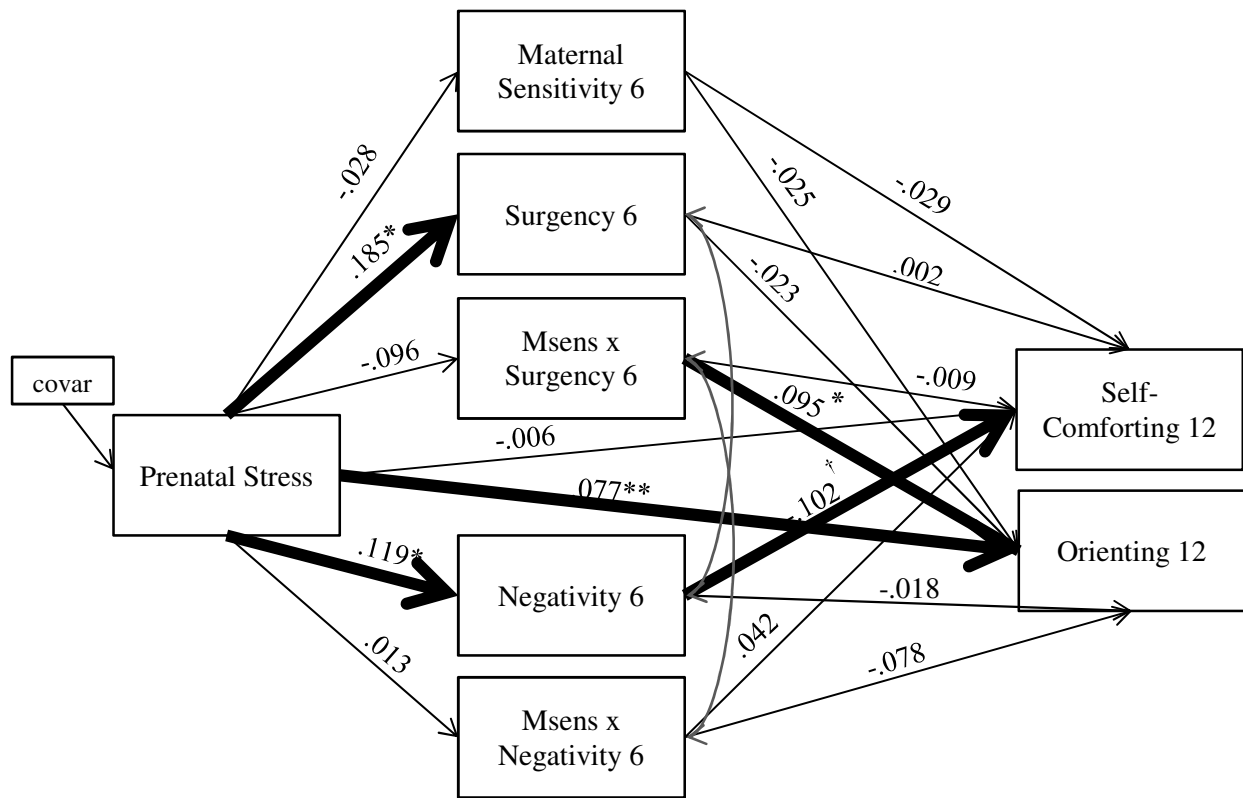 Maternal
Sensitivity 6
-.028
-.025
-.029
Surgency 6
.185*
-.023
.002
Msens x
Surgency 6
-.096
-.009
covar
.095 *
Self-
Comforting 12
-.006
Prenatal Stress
.077**
-.102†
Orienting 12
.119*
Negativity 6
-.018
.013
.042
-.078
Msens x
Negativity 6